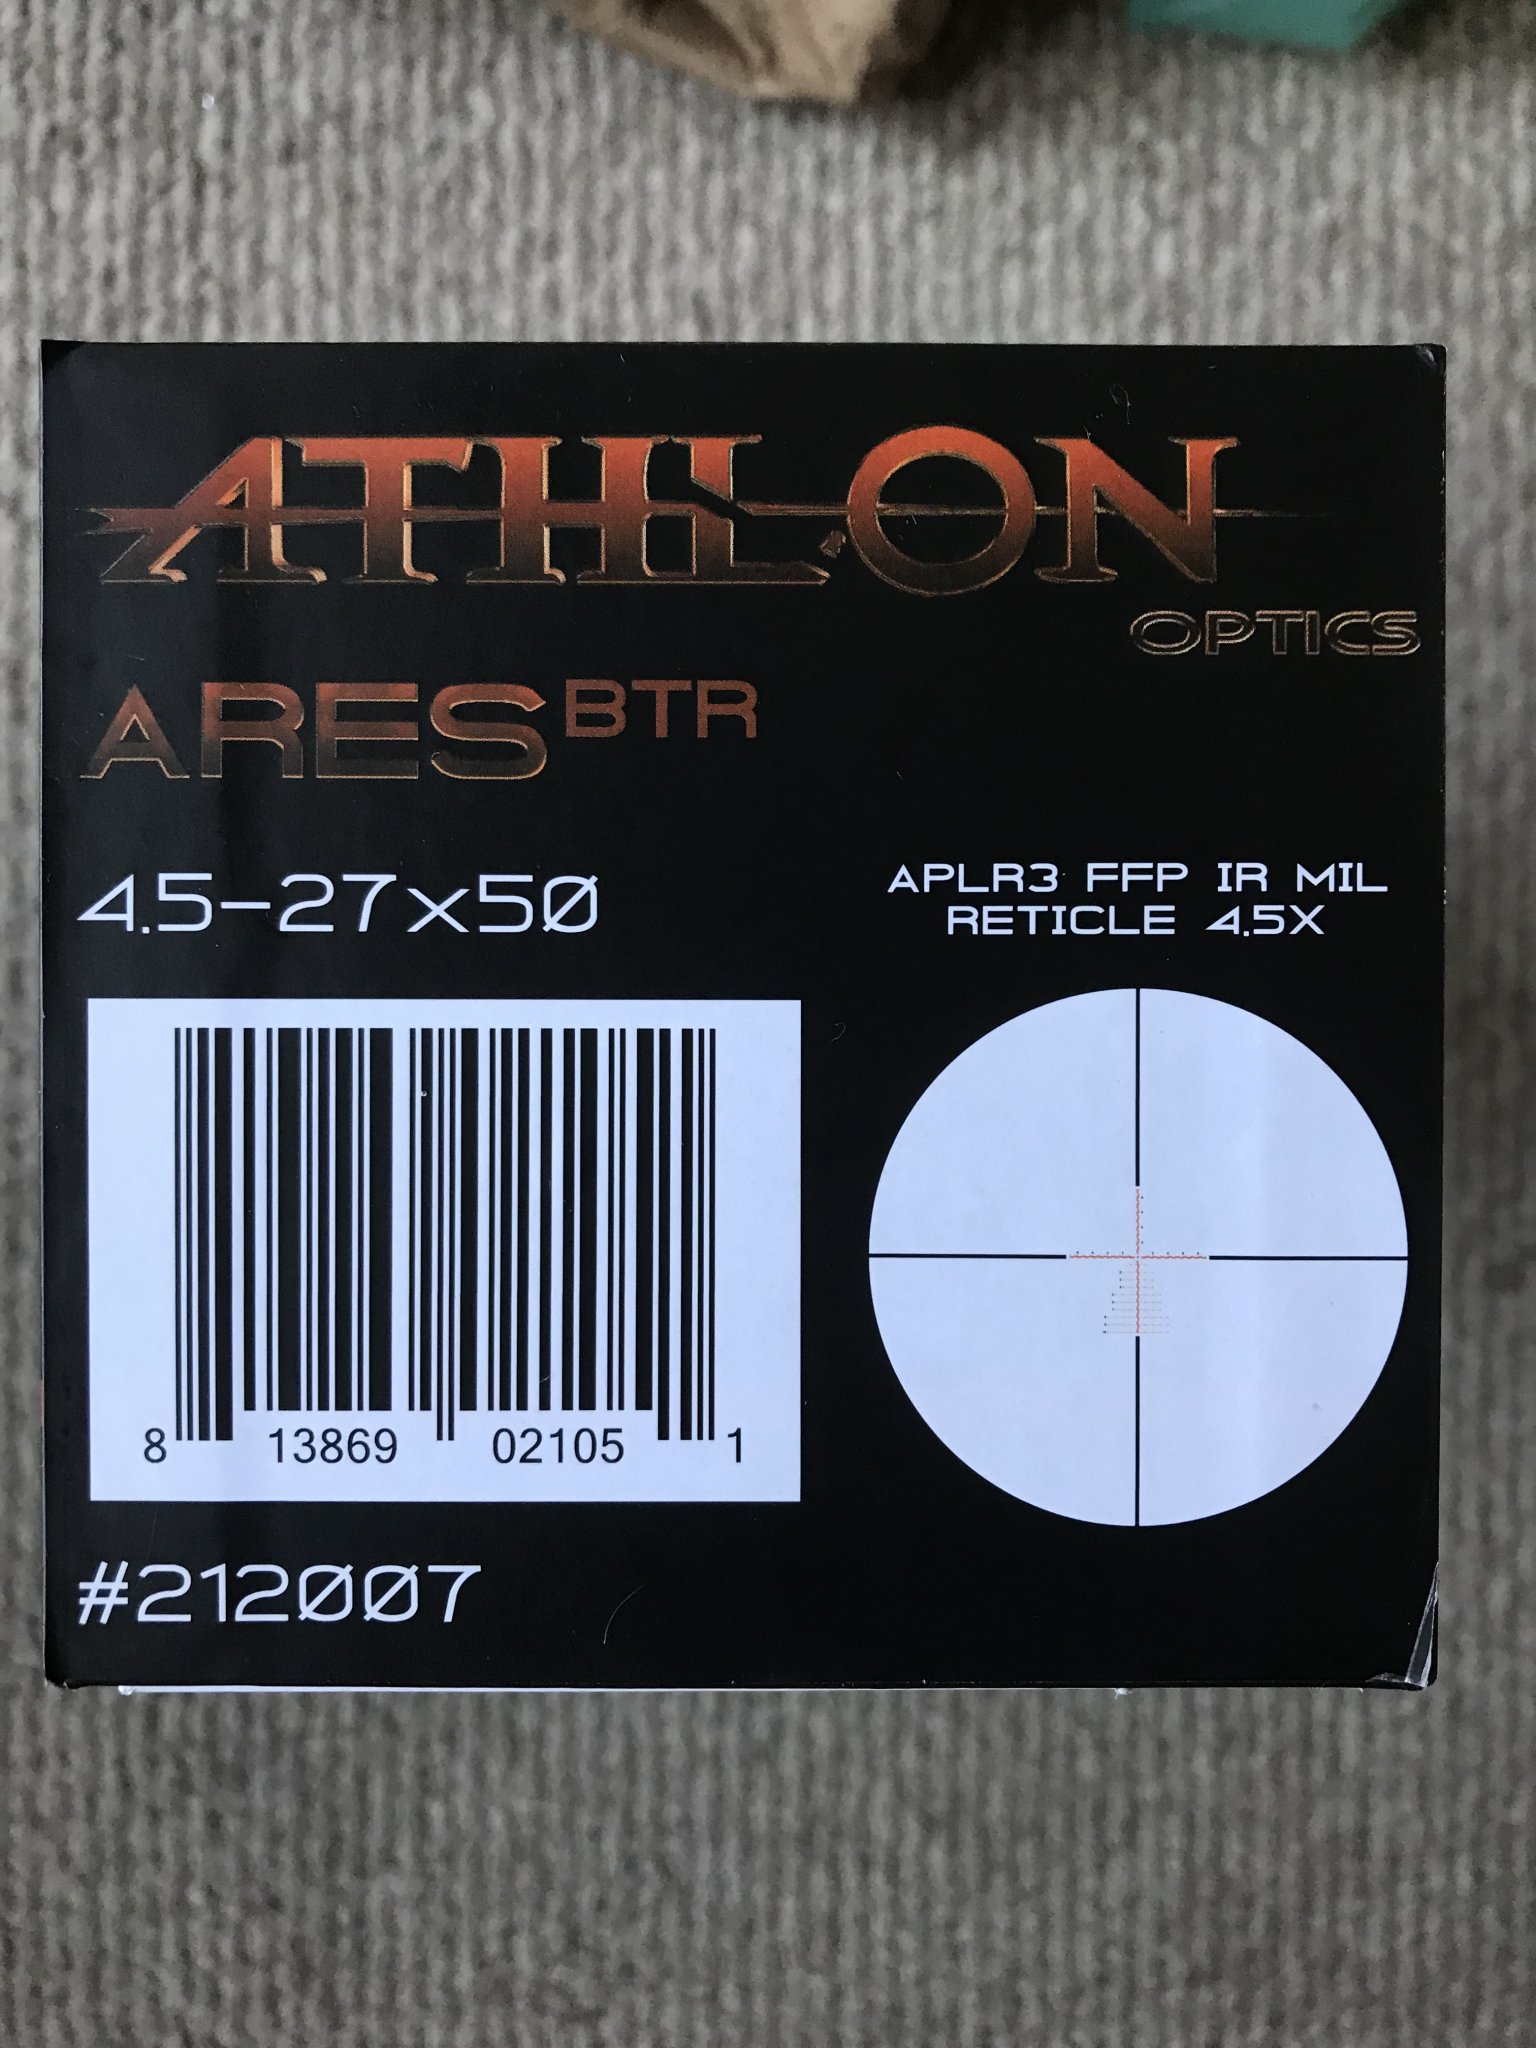 ATHLON
OPTICS
ARES BTR
4.5-27x50
APLR3 FFP IR MIL
RETICLE 4.5X
8 13869 02105 1
#212007